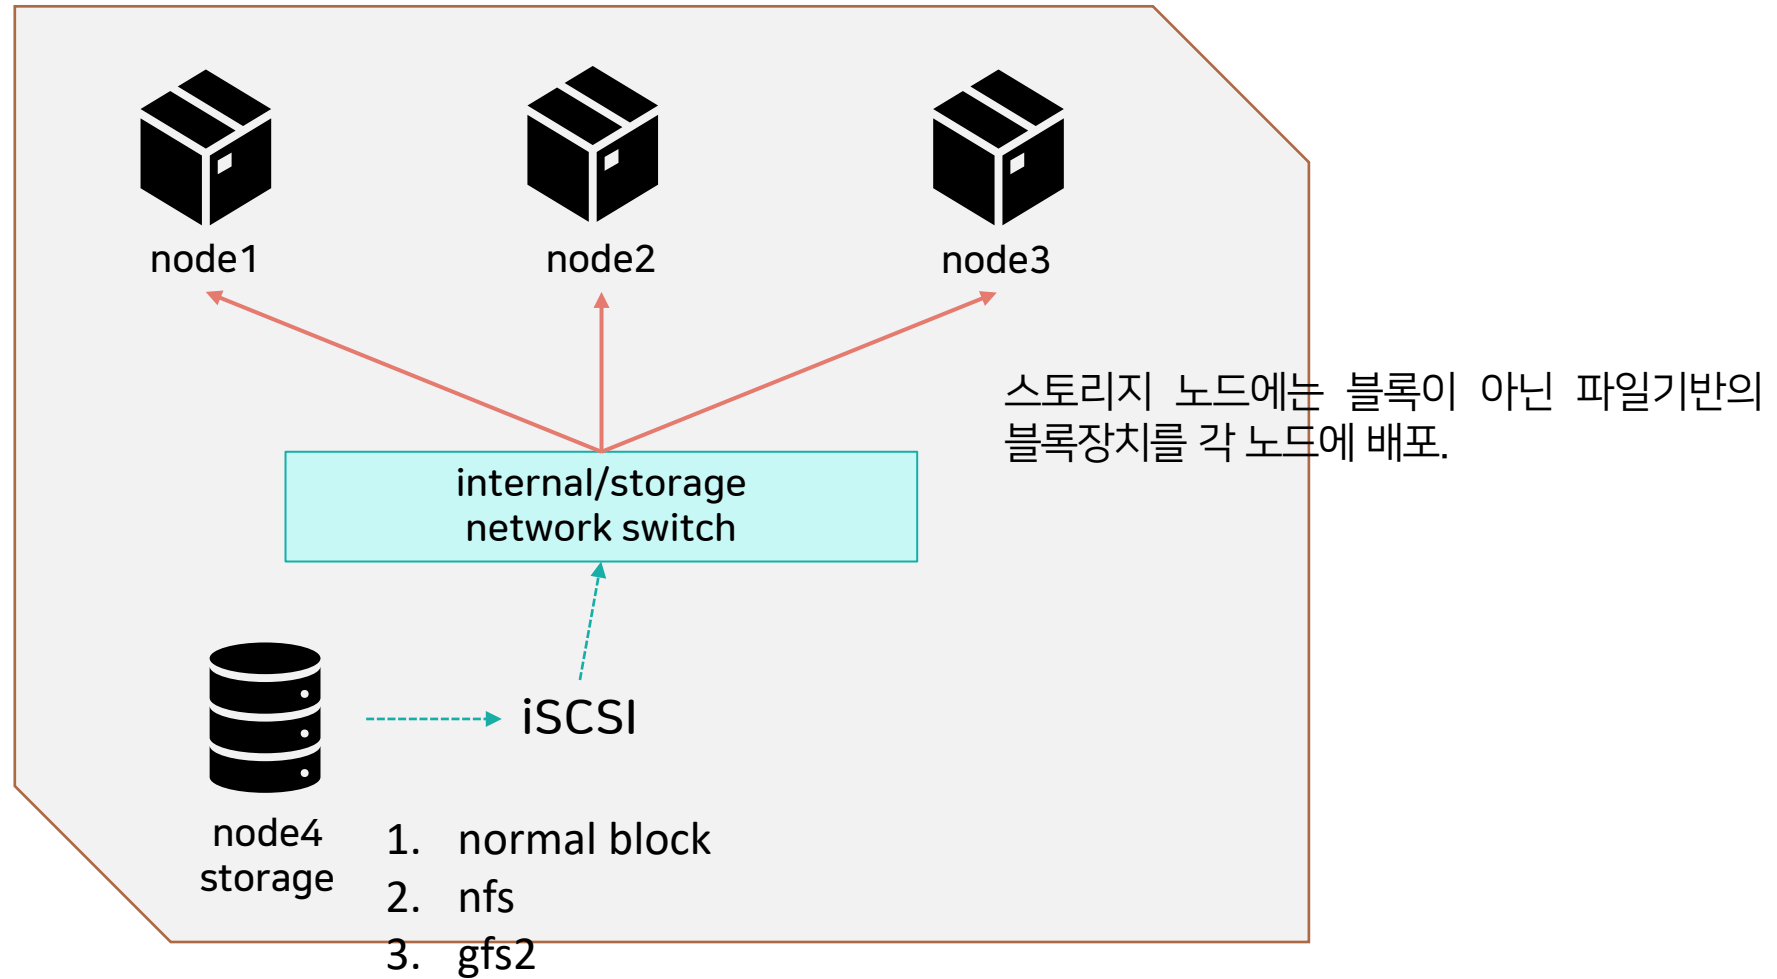 node1
node2
node3
스토리지 노드에는 블록이 아닌 파일기반의
블록장치를 각 노드에 배포.
internal/storage
network switch
iSCSI
node4
storage
1. normal block
2. nfs
3. gfs2